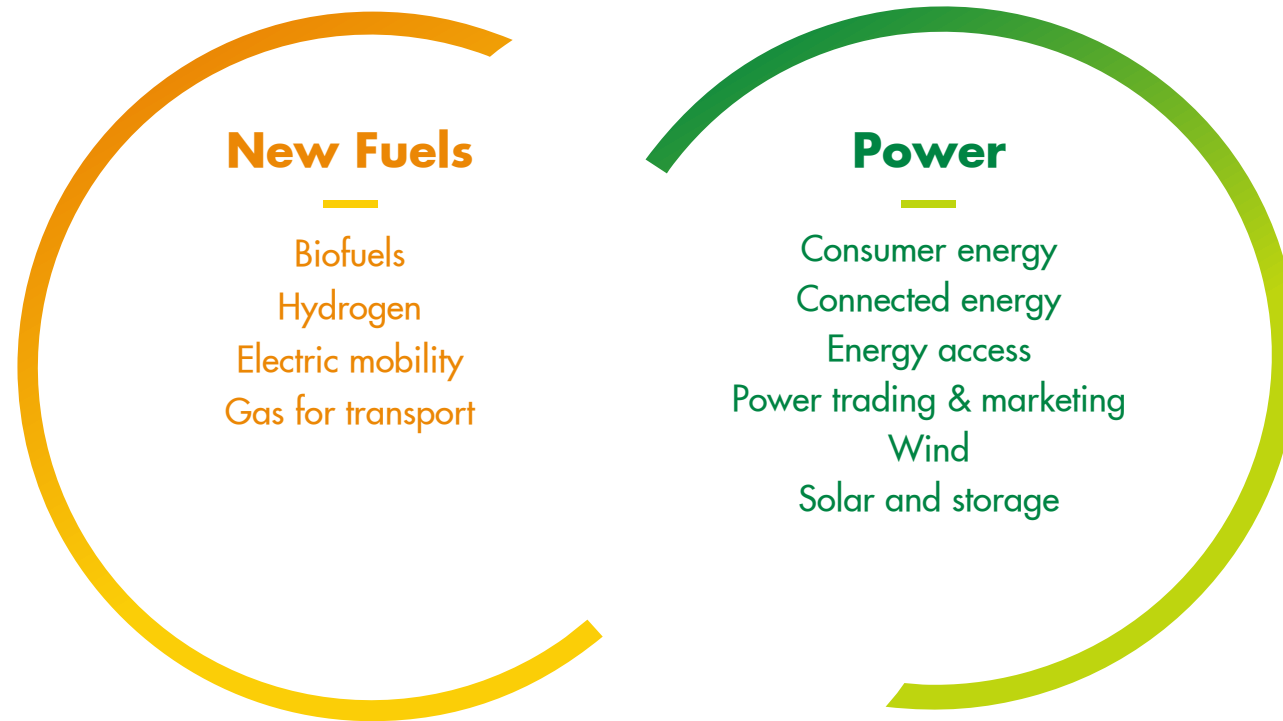 New Fuels
Biofuels
Hydrogen
Electric mobility
Gas for transport
Power
Consumer energy
Connected energy
Energy access
Power trading & marketing
Wind
Solar and storage